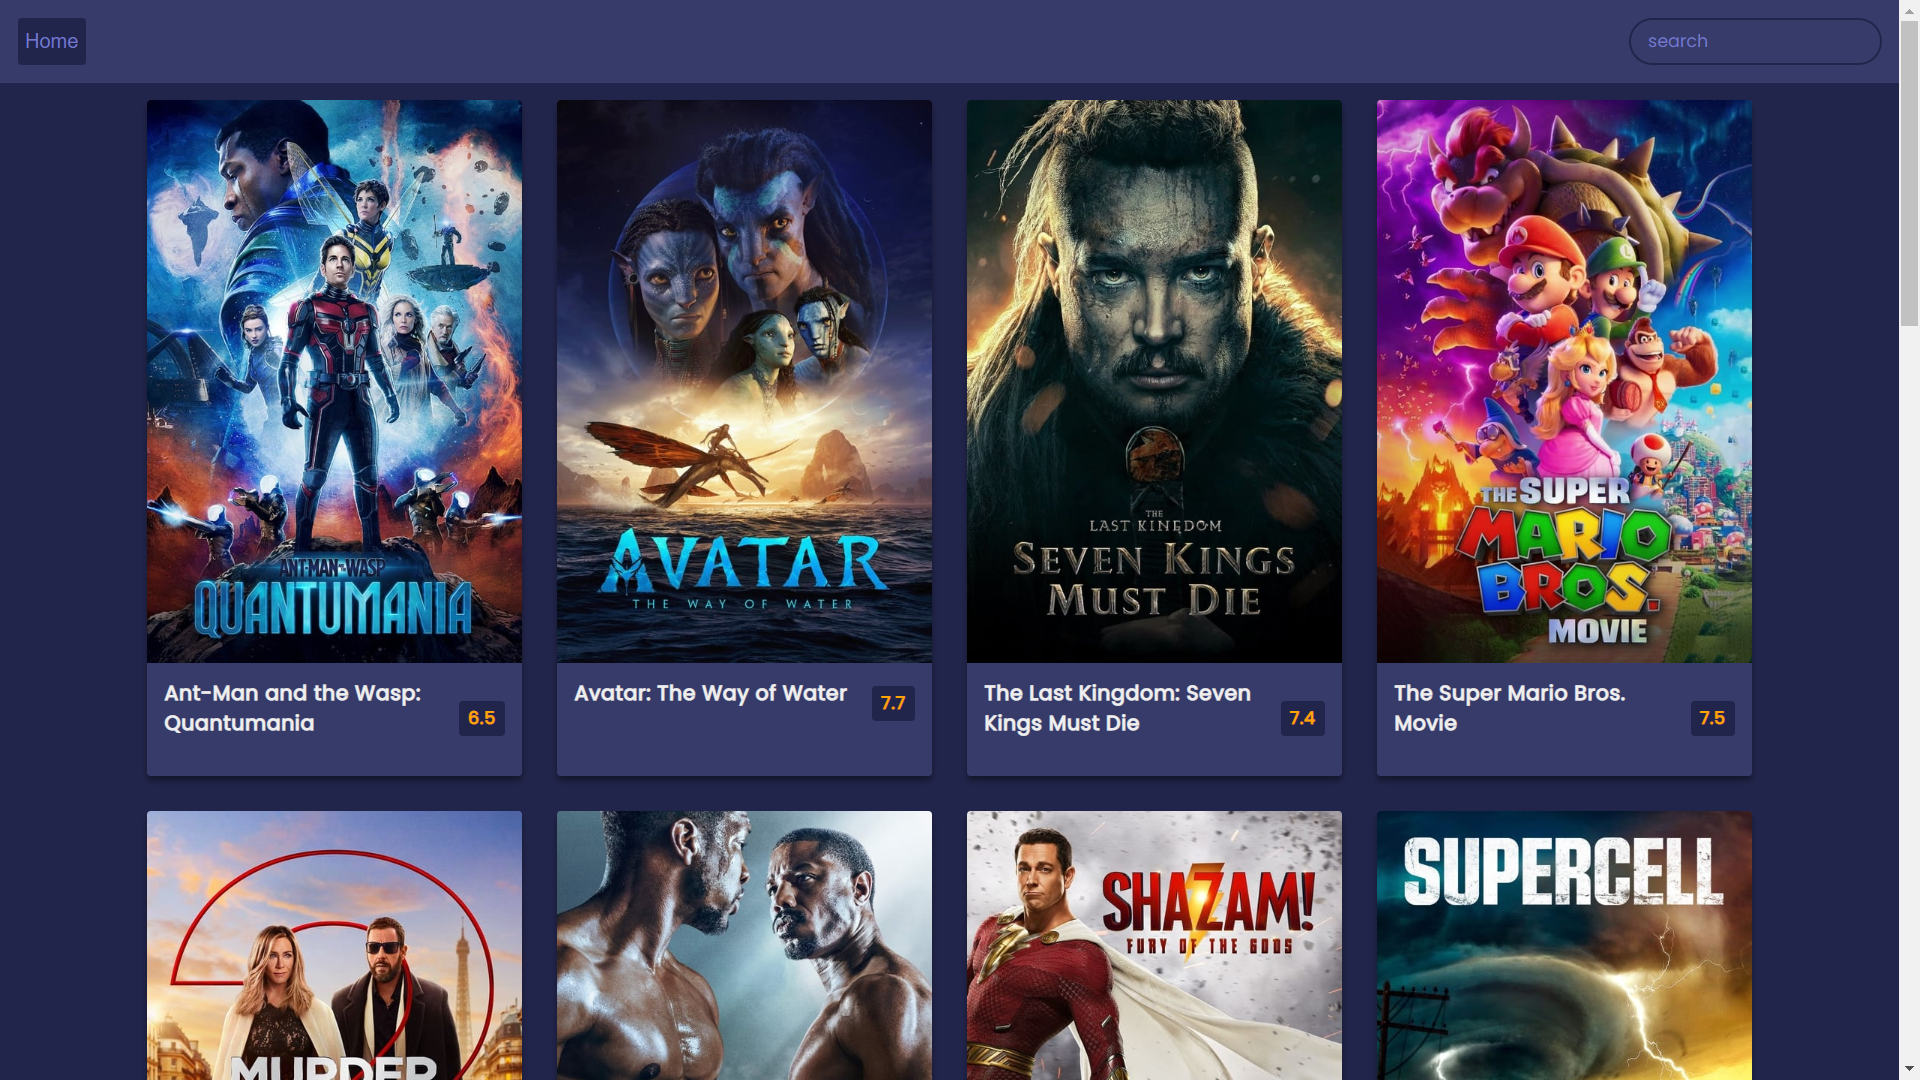 Home
search
ANT-MAN AND THE WASP
QUANTUMANIA
AVATAR
THE WAY OF WATER
THE
LAST KINGDOM
SEVEN KINGS
MUST DIE
THE SUPER
MARIO
BROS.
MOVIE
Ant-Man and the Wasp:
Quantumania
6.5
Avatar: The Way of Water
7.7
The Last Kingdom: Seven
Kings Must Die
7.4
The Super Mario Bros.
Movie
7.5
MURDER
SHAZAM!
FURY OF THE GODS
SUPERCELL